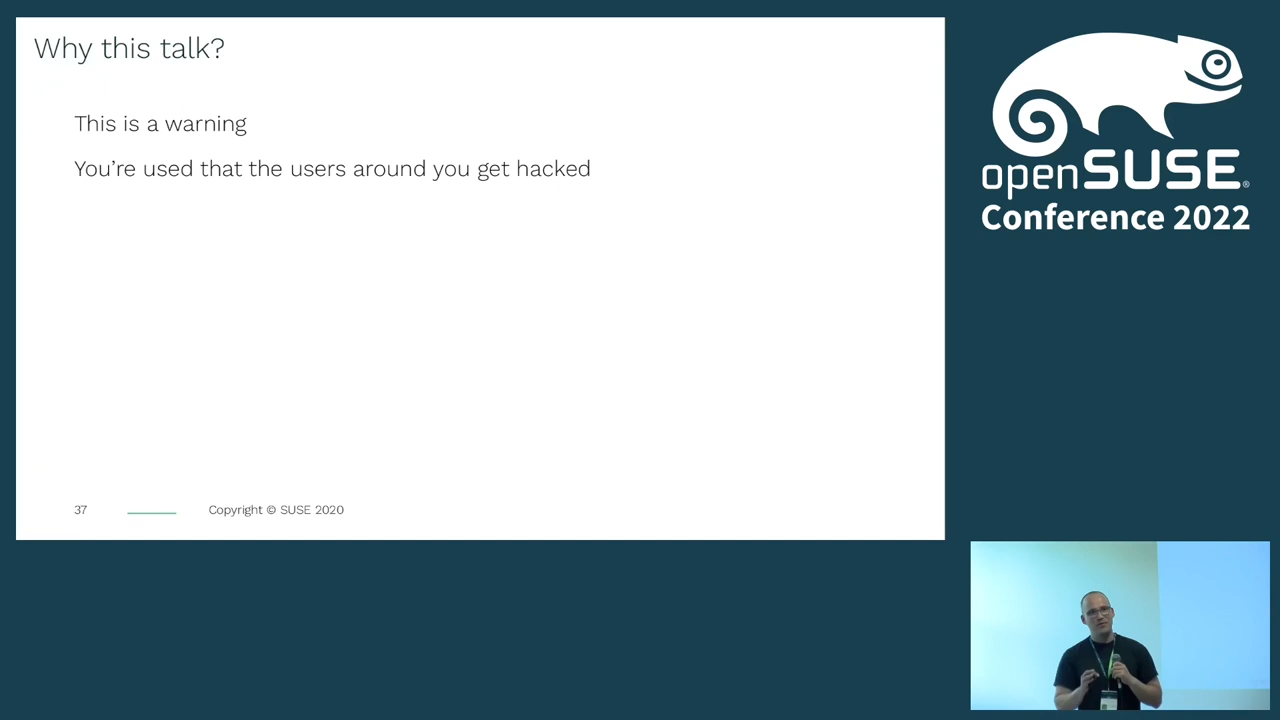 Why this talk?
This is a warning
You're used that the users around you get hacked
37
Copyright © SUSE 2020
openSUSE®
Conference 2022